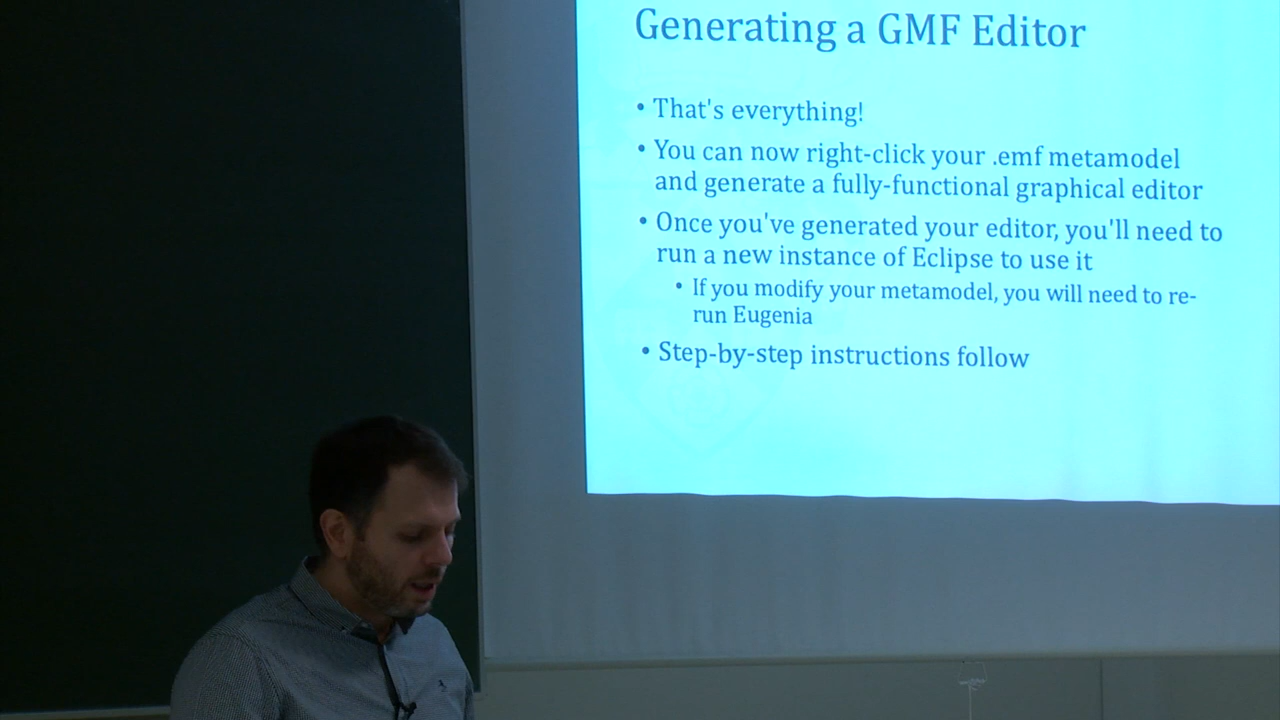 Generating a GMF Editor
• That's everything!
• You can now right-click your .emf metamodel
and generate a fully-functional graphical editor
• Once you've generated your editor, you'll need to
run a new instance of Eclipse to use it
• If you modify your metamodel, you will need to re-
run Eugenia
• Step-by-step instructions follow